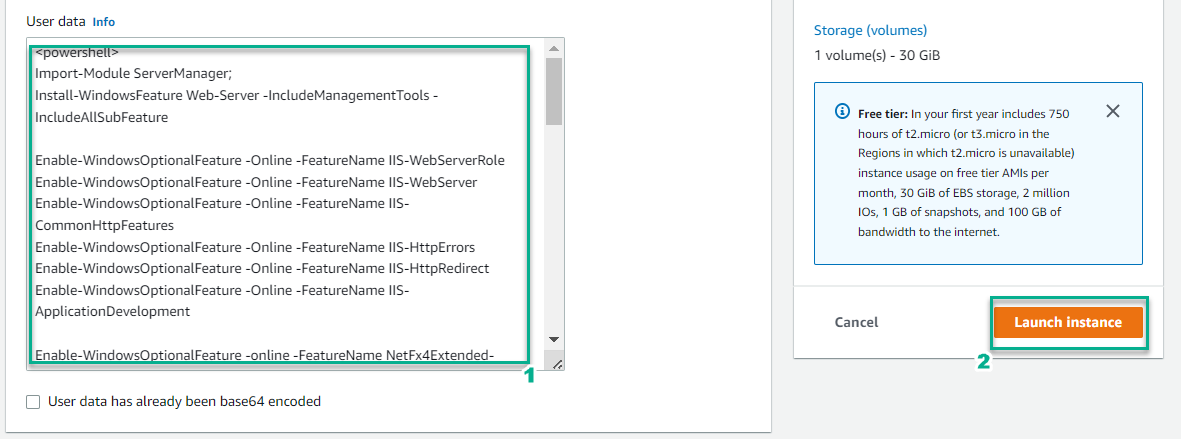 User data Info
<powershell>
Import-Module ServerManager;
Install-WindowsFeature Web-Server -IncludeManagementTools -
IncludeAllSubFeature
Enable-WindowsOptionalFeature -Online -FeatureName IIS-WebServerRole
Enable-WindowsOptionalFeature -Online -FeatureName IIS-WebServer
Enable-WindowsOptionalFeature -Online -FeatureName IIS-
CommonHttpFeatures
Enable-WindowsOptionalFeature -Online -FeatureName IIS-HttpErrors
Enable-WindowsOptionalFeature -Online -FeatureName IIS-HttpRedirect
Enable-WindowsOptionalFeature -Online -FeatureName IIS-
ApplicationDevelopment
Enable-WindowsOptionalFeature -online -FeatureName NetFx4Extended-
1
User data has already been base64 encoded
Storage (volumes)
1 volume(s) - 30 GiB
Free tier: In your first year includes 750
hours of t2.micro (or t3.micro in the
Regions in which t2.micro is unavailable)
instance usage on free tier AMIs per
month, 30 GiB of EBS storage, 2 million
IOs, 1 GB of snapshots, and 100 GB of
bandwidth to the internet.
Cancel
Launch instance
2